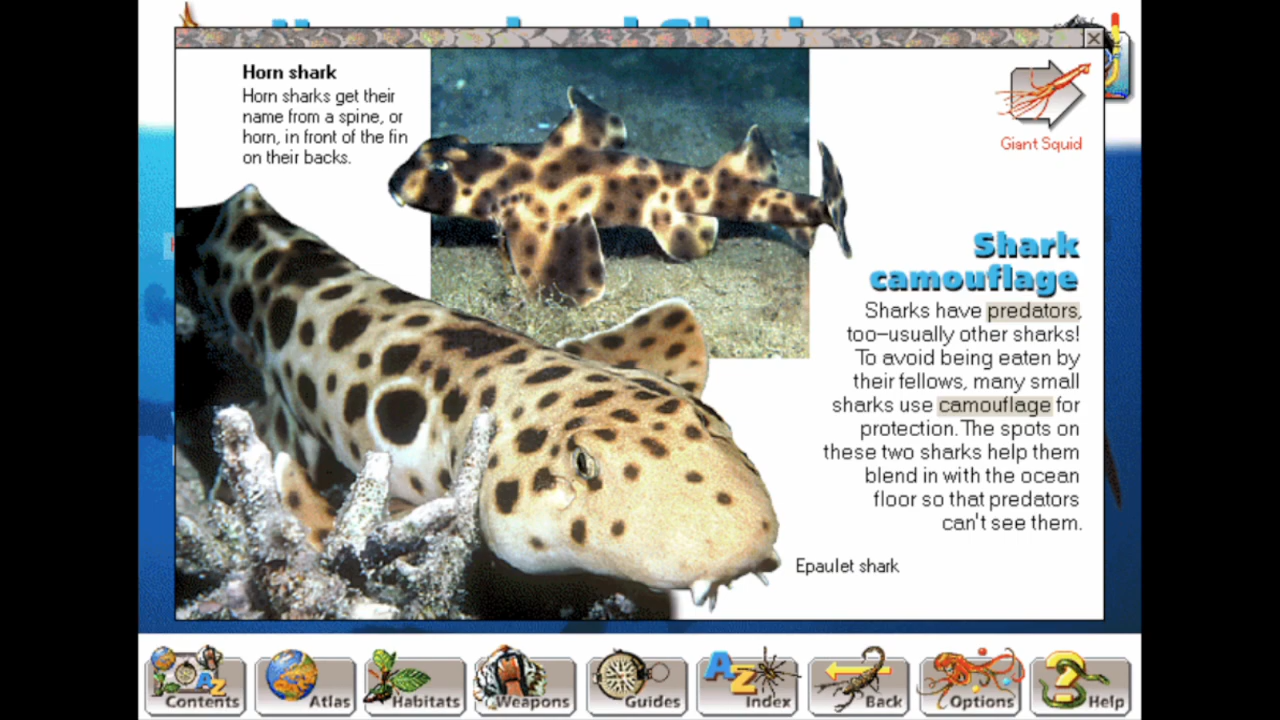 Horn shark
Horn sharks get their
name from a spine, or
horn, in front of the fin
on their backs.
Giant Squid
Shark
camouflage
Sharks have predators,
too–usually other sharks!
To avoid being eaten by
their fellows, many small
sharks use camouflage for
protection. The spots on
these two sharks help them
blend in with the ocean
floor so that predators
can't see them.
Epaulet shark
Contents
Atlas
Habitats
Weapons
Guides
AZ
Index
Back
Options
?
Help